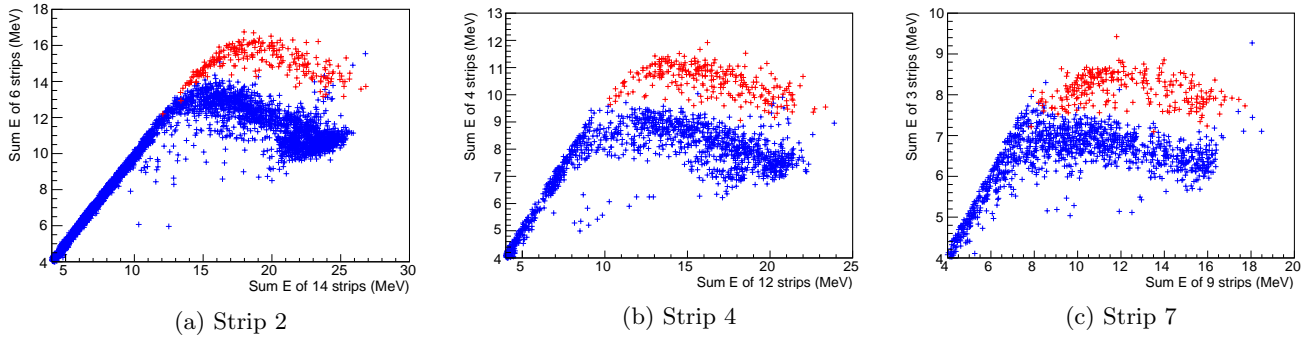 Sum E of 6 strips (MeV)
18
16
14
12
10
8
6
4
5 10 15 20 25 30
Sum E of 14 strips (MeV)
(a) Strip 2
Sum E of 4 strips (MeV)
13
12
11
10
9
8
7
6
5
4
5 10 15 20 25
Sum E of 12 strips (MeV)
(b) Strip 4
Sum E of 3 strips (MeV)
10
9
8
7
6
5
4
4 6 8 10 12 14 16 18 20
Sum E of 9 strips (MeV)
(c) Strip 7